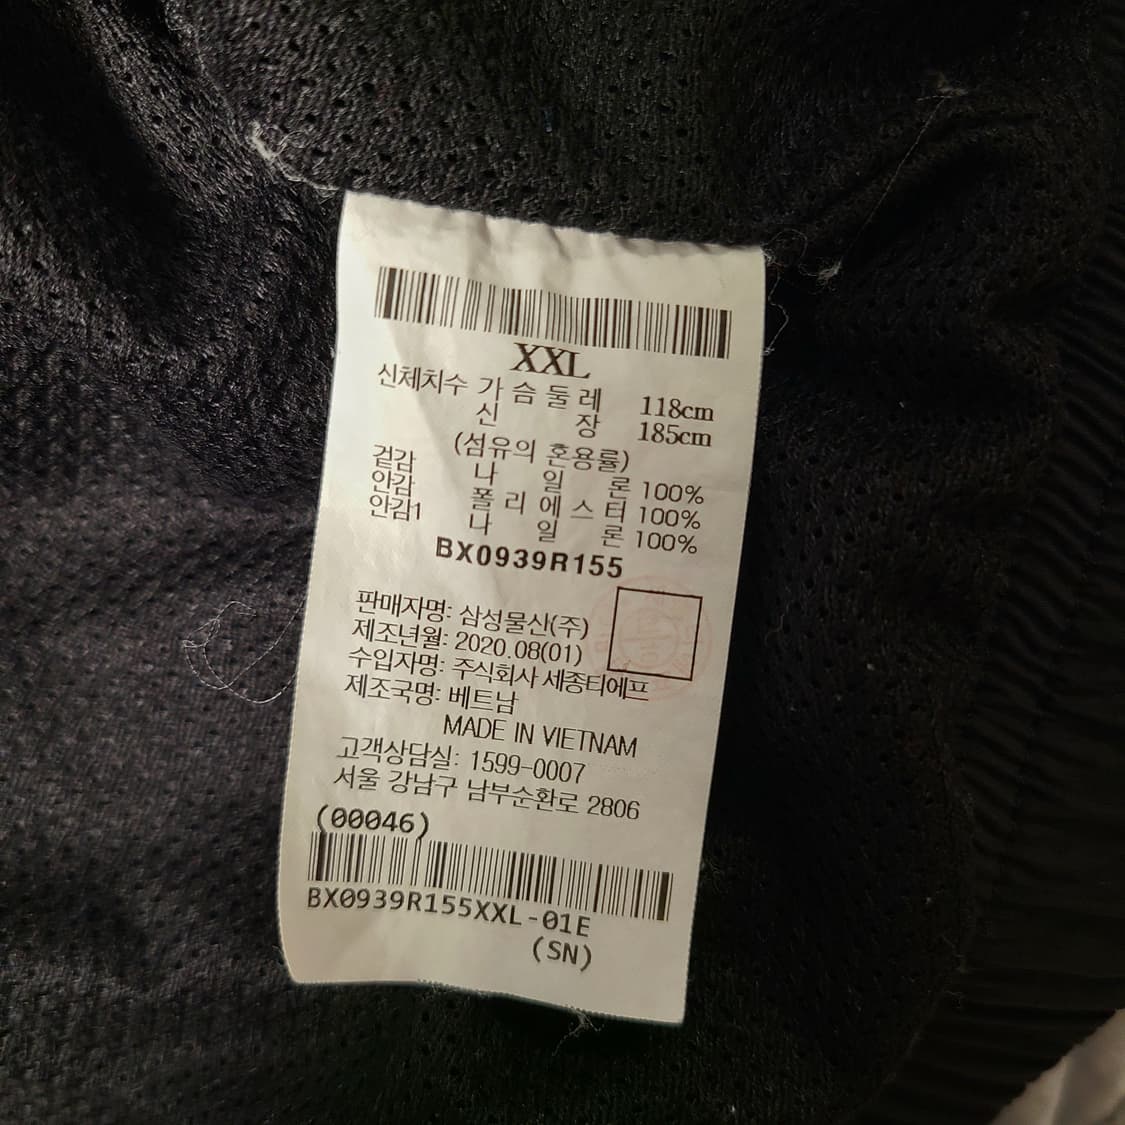 XXL
신체치수 가 슴 둘 레 118cm
신 장 185cm
(섬유의 혼용률)
겉감 나 일 론 100%
안감 폴 리 에 스 터 100%
안감1 나 일 론 100%
BX0939R155
판매자명: 삼성물산(주)
제조년월: 2020.08(01)
수입자명: 주식회사 세종티에프
제조국명: 베트남
MADE IN VIETNAM
고객상담실: 1599-0007
서울 강남구 남부순환로 2806
(00046)
BX0939R155XXL-01E
(SN)